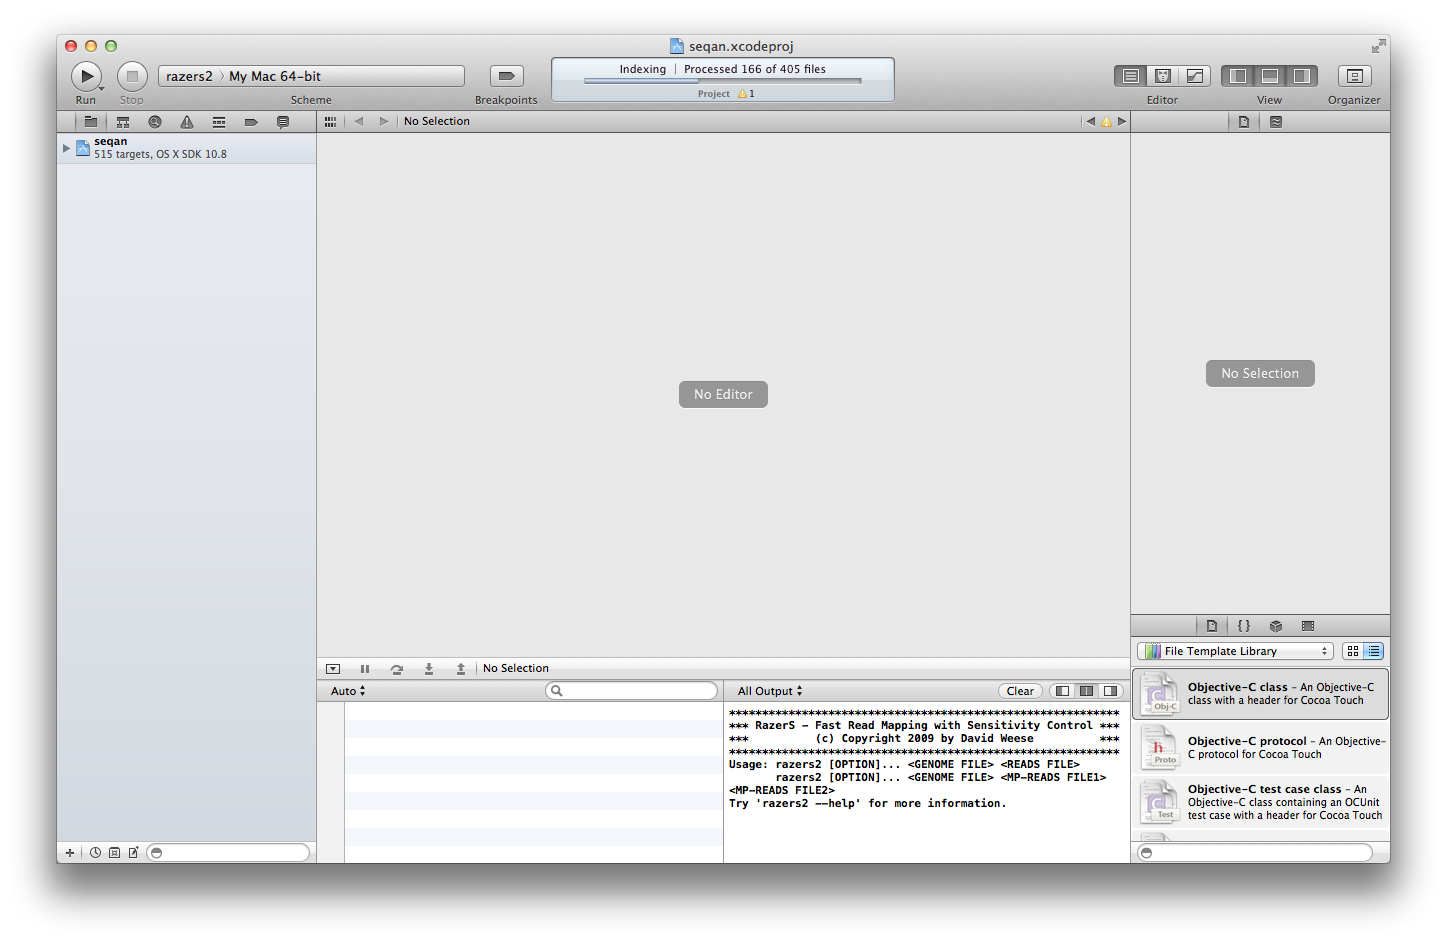 seqan.xcodeproj
razers2 〉 My Mac 64-bit
Indexing | Processed 166 of 405 files
Project 1
Run
Stop
Scheme
Breakpoints
Editor
View
Organizer
No Selection
seqan
515 targets, OS X SDK 10.8
No Editor
No Selection
No Selection
Auto
All Output
Clear
***********************************************************
*** RazerS - Fast Read Mapping with Sensitivity Control ***
***          (c) Copyright 2009 by David Weese          ***
***********************************************************
Usage: razers2 [OPTION]... <GENOME FILE> <READS FILE>
       razers2 [OPTION]... <GENOME FILE> <MP-READS FILE1>
<MP-READS FILE2>
Try 'razers2 --help' for more information.
{ }
File Template Library
Obj-C
Objective-C class – An Objective-C
class with a header for Cocoa Touch
h
Proto
Objective-C protocol – An Objective-
C protocol for Cocoa Touch
Test
Objective-C test case class – An
Objective-C class containing an OCUnit
test case with a header for Cocoa Touch